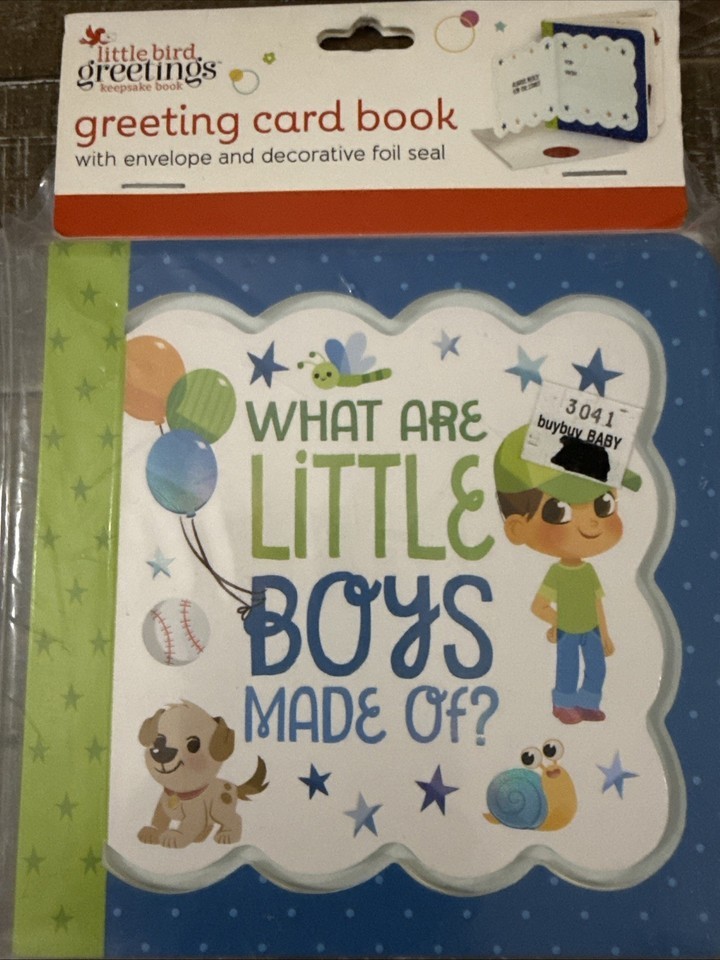 little bird
greetings™
keepsake book
greeting card book
with envelope and decorative foil seal
3041
buybuy BABY
WHAT ARE
LiTTLE
BOYS
MADE Of?